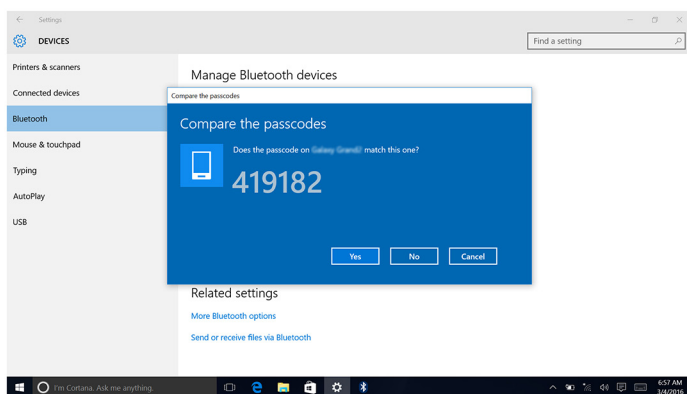 Settings
DEVICES
Find a setting
Printers & scanners
Connected devices
Bluetooth
Mouse & touchpad
Typing
AutoPlay
USB
Manage Bluetooth devices
Compare the passcodes
Compare the passcodes
Does the passcode on Galaxy Grand2 match this one?
419182
Yes No Cancel
Related settings
More Bluetooth options
Send or receive files via Bluetooth
I'm Cortana. Ask me anything.
6:57 AM
3/4/2016